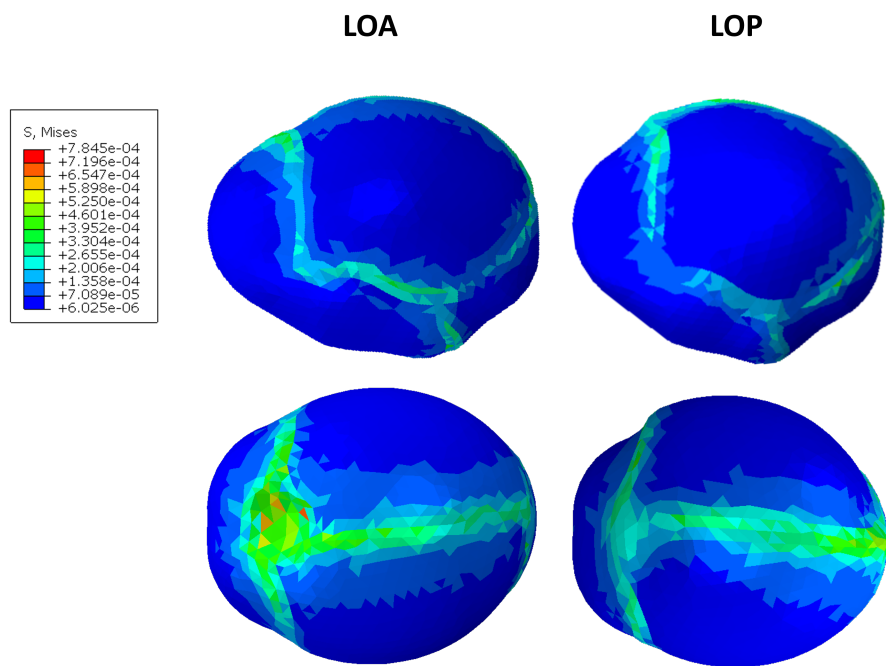 LOA
LOP
S, Mises
+7.845e-04
+7.196e-04
+6.547e-04
+5.898e-04
+5.250e-04
+4.601e-04
+3.952e-04
+3.304e-04
+2.655e-04
+2.006e-04
+1.358e-04
+7.089e-05
+6.025e-06